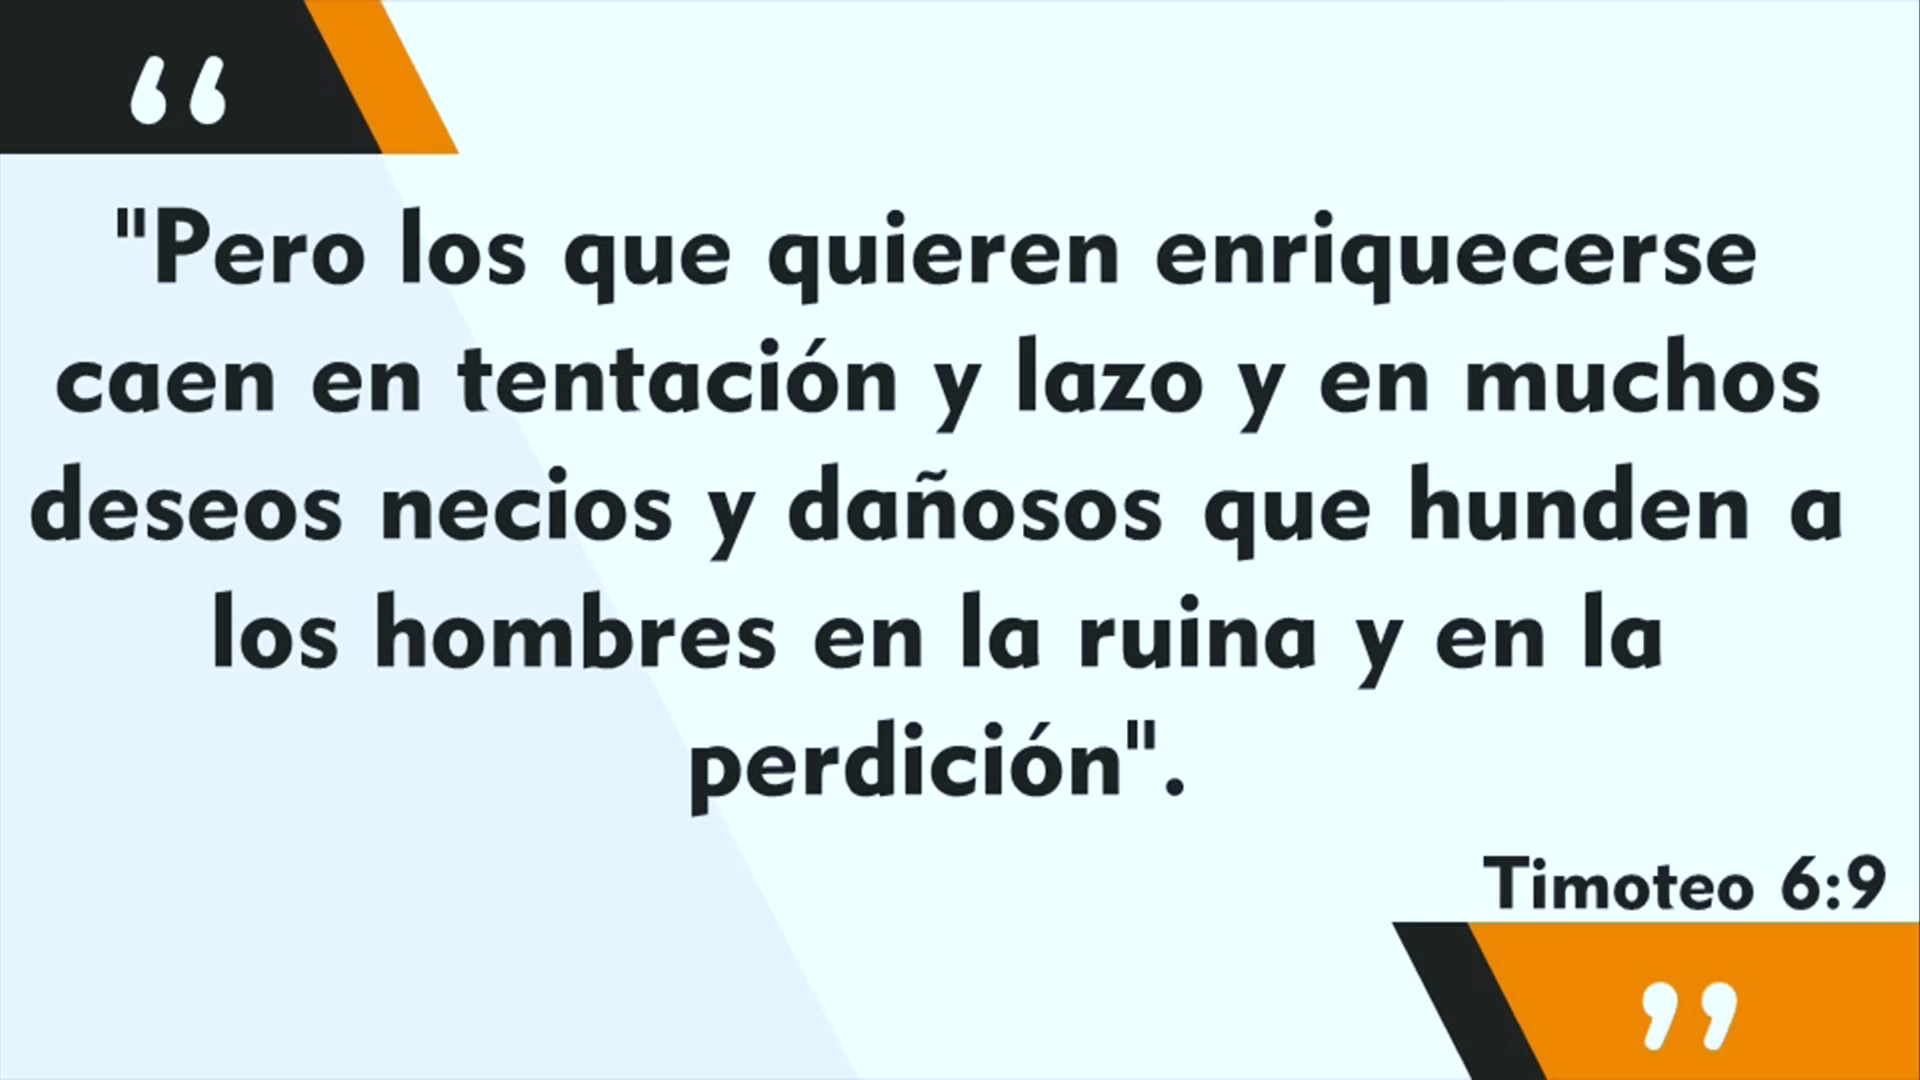 “
"Pero los que quieren enriquecerse
caen en tentación y lazo y en muchos
deseos necios y dañosos que hunden a
los hombres en la ruina y en la
perdición".
Timoteo 6:9
”